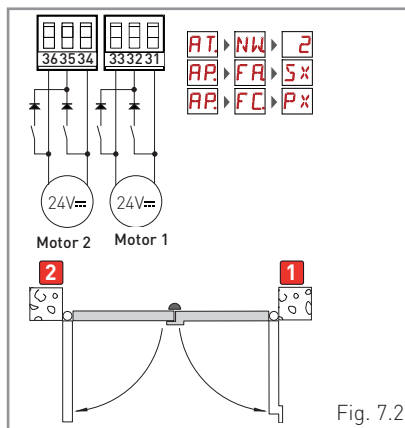 36 35 34 33 32 31
AT. NW. 2
AP. FA. SX
AP. FC. PX
24V 24V
Motor 2 Motor 1
2 1
Fig. 7.2